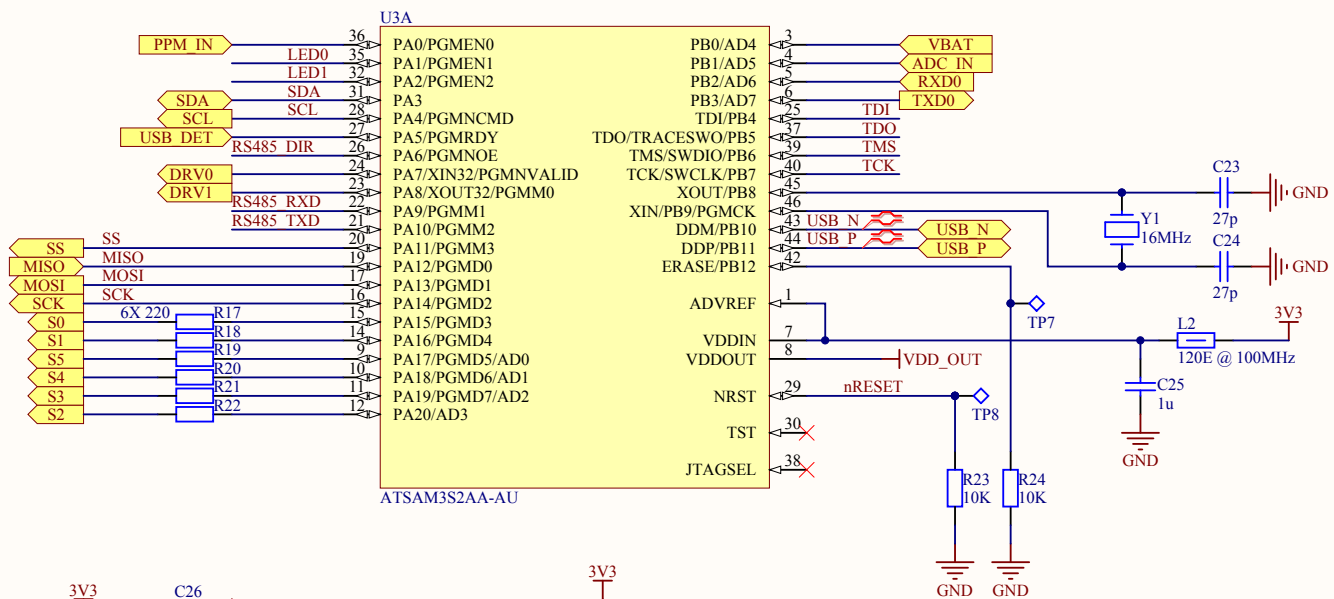 U3A
PPM_IN 36 PA0/PGMEN0 PB0/AD4 3 VBAT
LED0 35 PA1/PGMEN1 PB1/AD5 4 ADC_IN
LED1 32 PA2/PGMEN2 PB2/AD6 5 RXD0
SDA SDA 31 PA3 PB3/AD7 6 TXD0
SCL SCL 28 PA4/PGMNCMD TDI/PB4 25 TDI
USB_DET 27 PA5/PGMRDY TDO/TRACESWO/PB5 37 TDO
RS485_DIR 26 PA6/PGMNOE TMS/SWDIO/PB6 39 TMS
DRV0 24 PA7/XIN32/PGMNVALID TCK/SWCLK/PB7 40 TCK
DRV1 23 PA8/XOUT32/PGMM0 XOUT/PB8 45 C23 27p GND
RS485_RXD 22 PA9/PGMM1 XIN/PB9/PGMCK 46
RS485_TXD 21 PA10/PGMM2 DDM/PB10 43 USB_N USB_N Y1 16MHz
SS SS 20 PA11/PGMM3 DDP/PB11 44 USB_P USB_P
MISO MISO 19 PA12/PGMD0 ERASE/PB12 42 C24 27p GND
MOSI MOSI 17 PA13/PGMD1
SCK SCK 16 PA14/PGMD2 ADVREF 1 TP7
6X 220
S0 R17 15 PA15/PGMD3
S1 R18 14 PA16/PGMD4 VDDIN 7 L2 120E @ 100MHz 3V3
S5 R19 9 PA17/PGMD5/AD0 VDDOUT 8 VDD_OUT
S4 R20 10 PA18/PGMD6/AD1 C25 1u GND
S3 R21 11 PA19/PGMD7/AD2 NRST 29 nRESET TP8
S2 R22 12 PA20/AD3
TST 30
JTAGSEL 38
R23 10K GND
R24 10K GND
ATSAM3S2AA-AU
3V3 C26 3V3